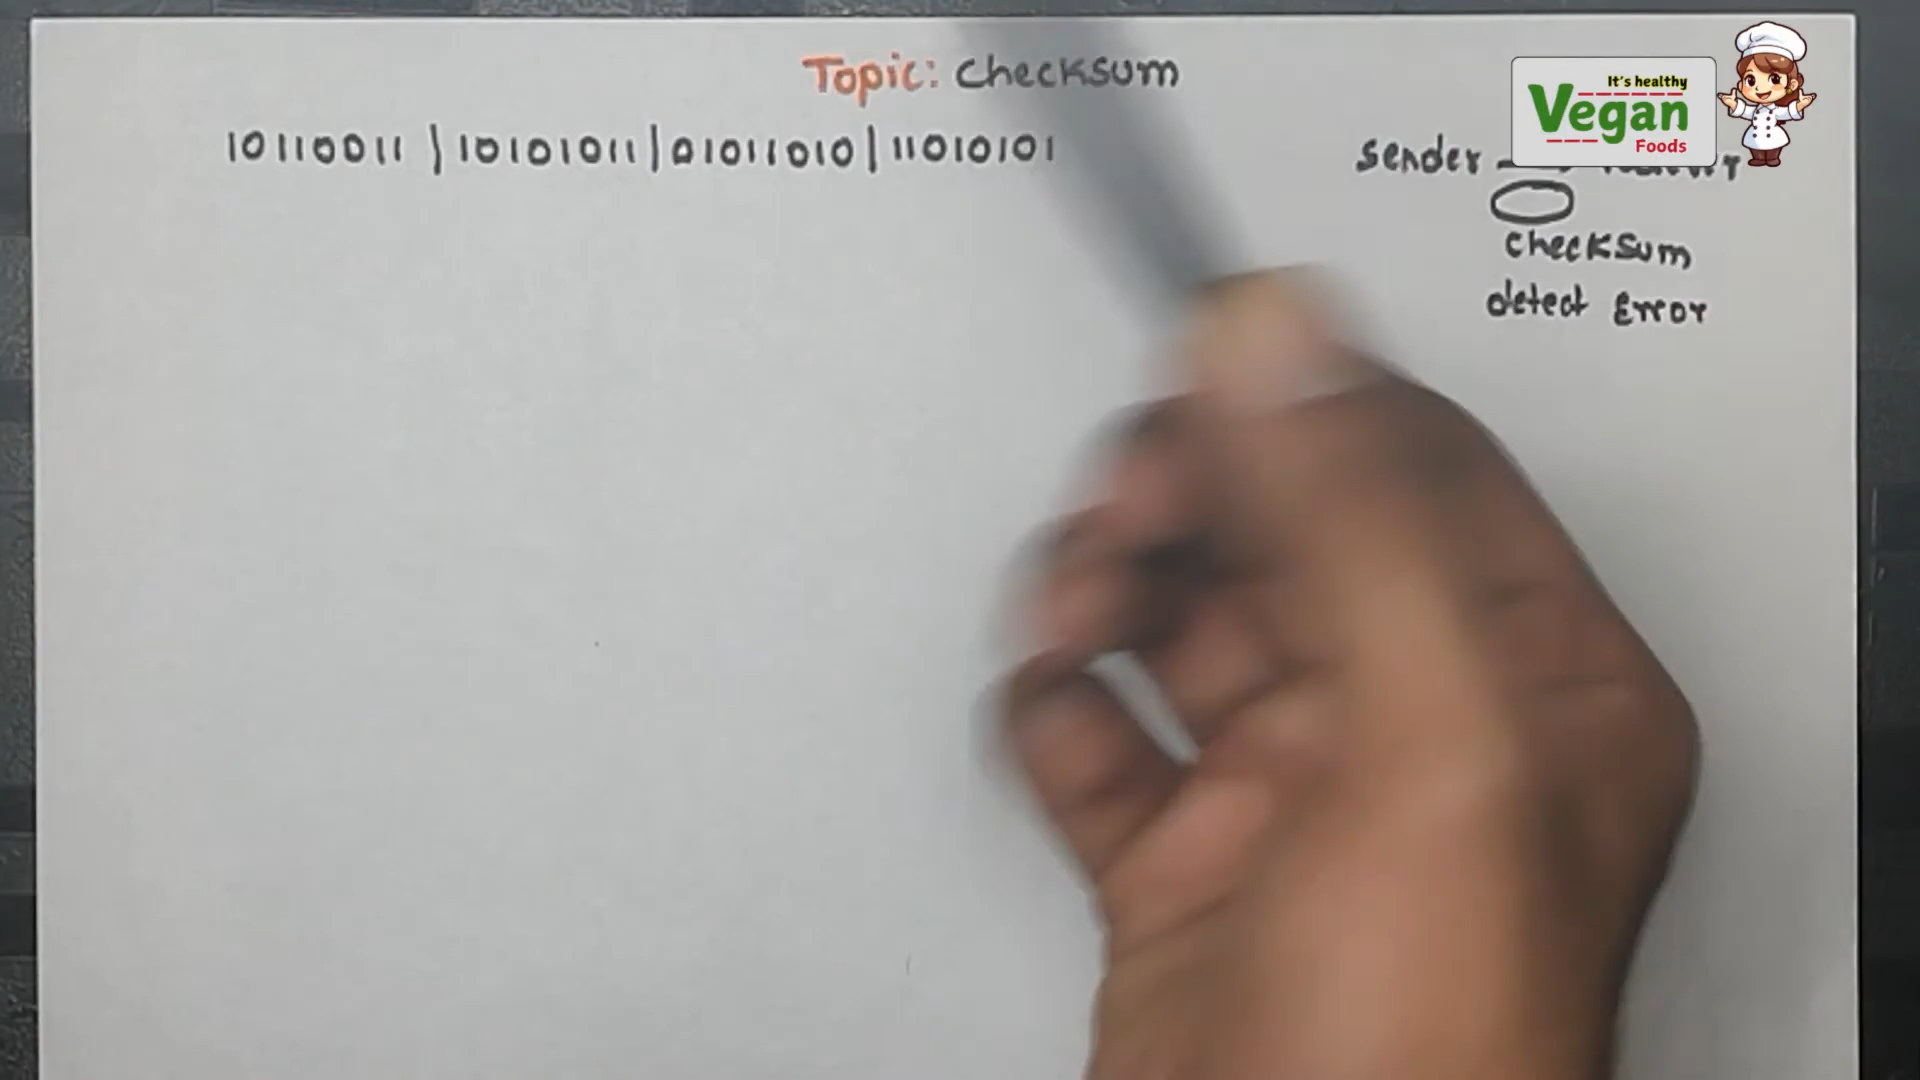 Topic: Checksum
It's healthy
Vegan
Foods
10110011 | 10101011 | 01011010 | 11010101
Sender
Checksum
detect Error